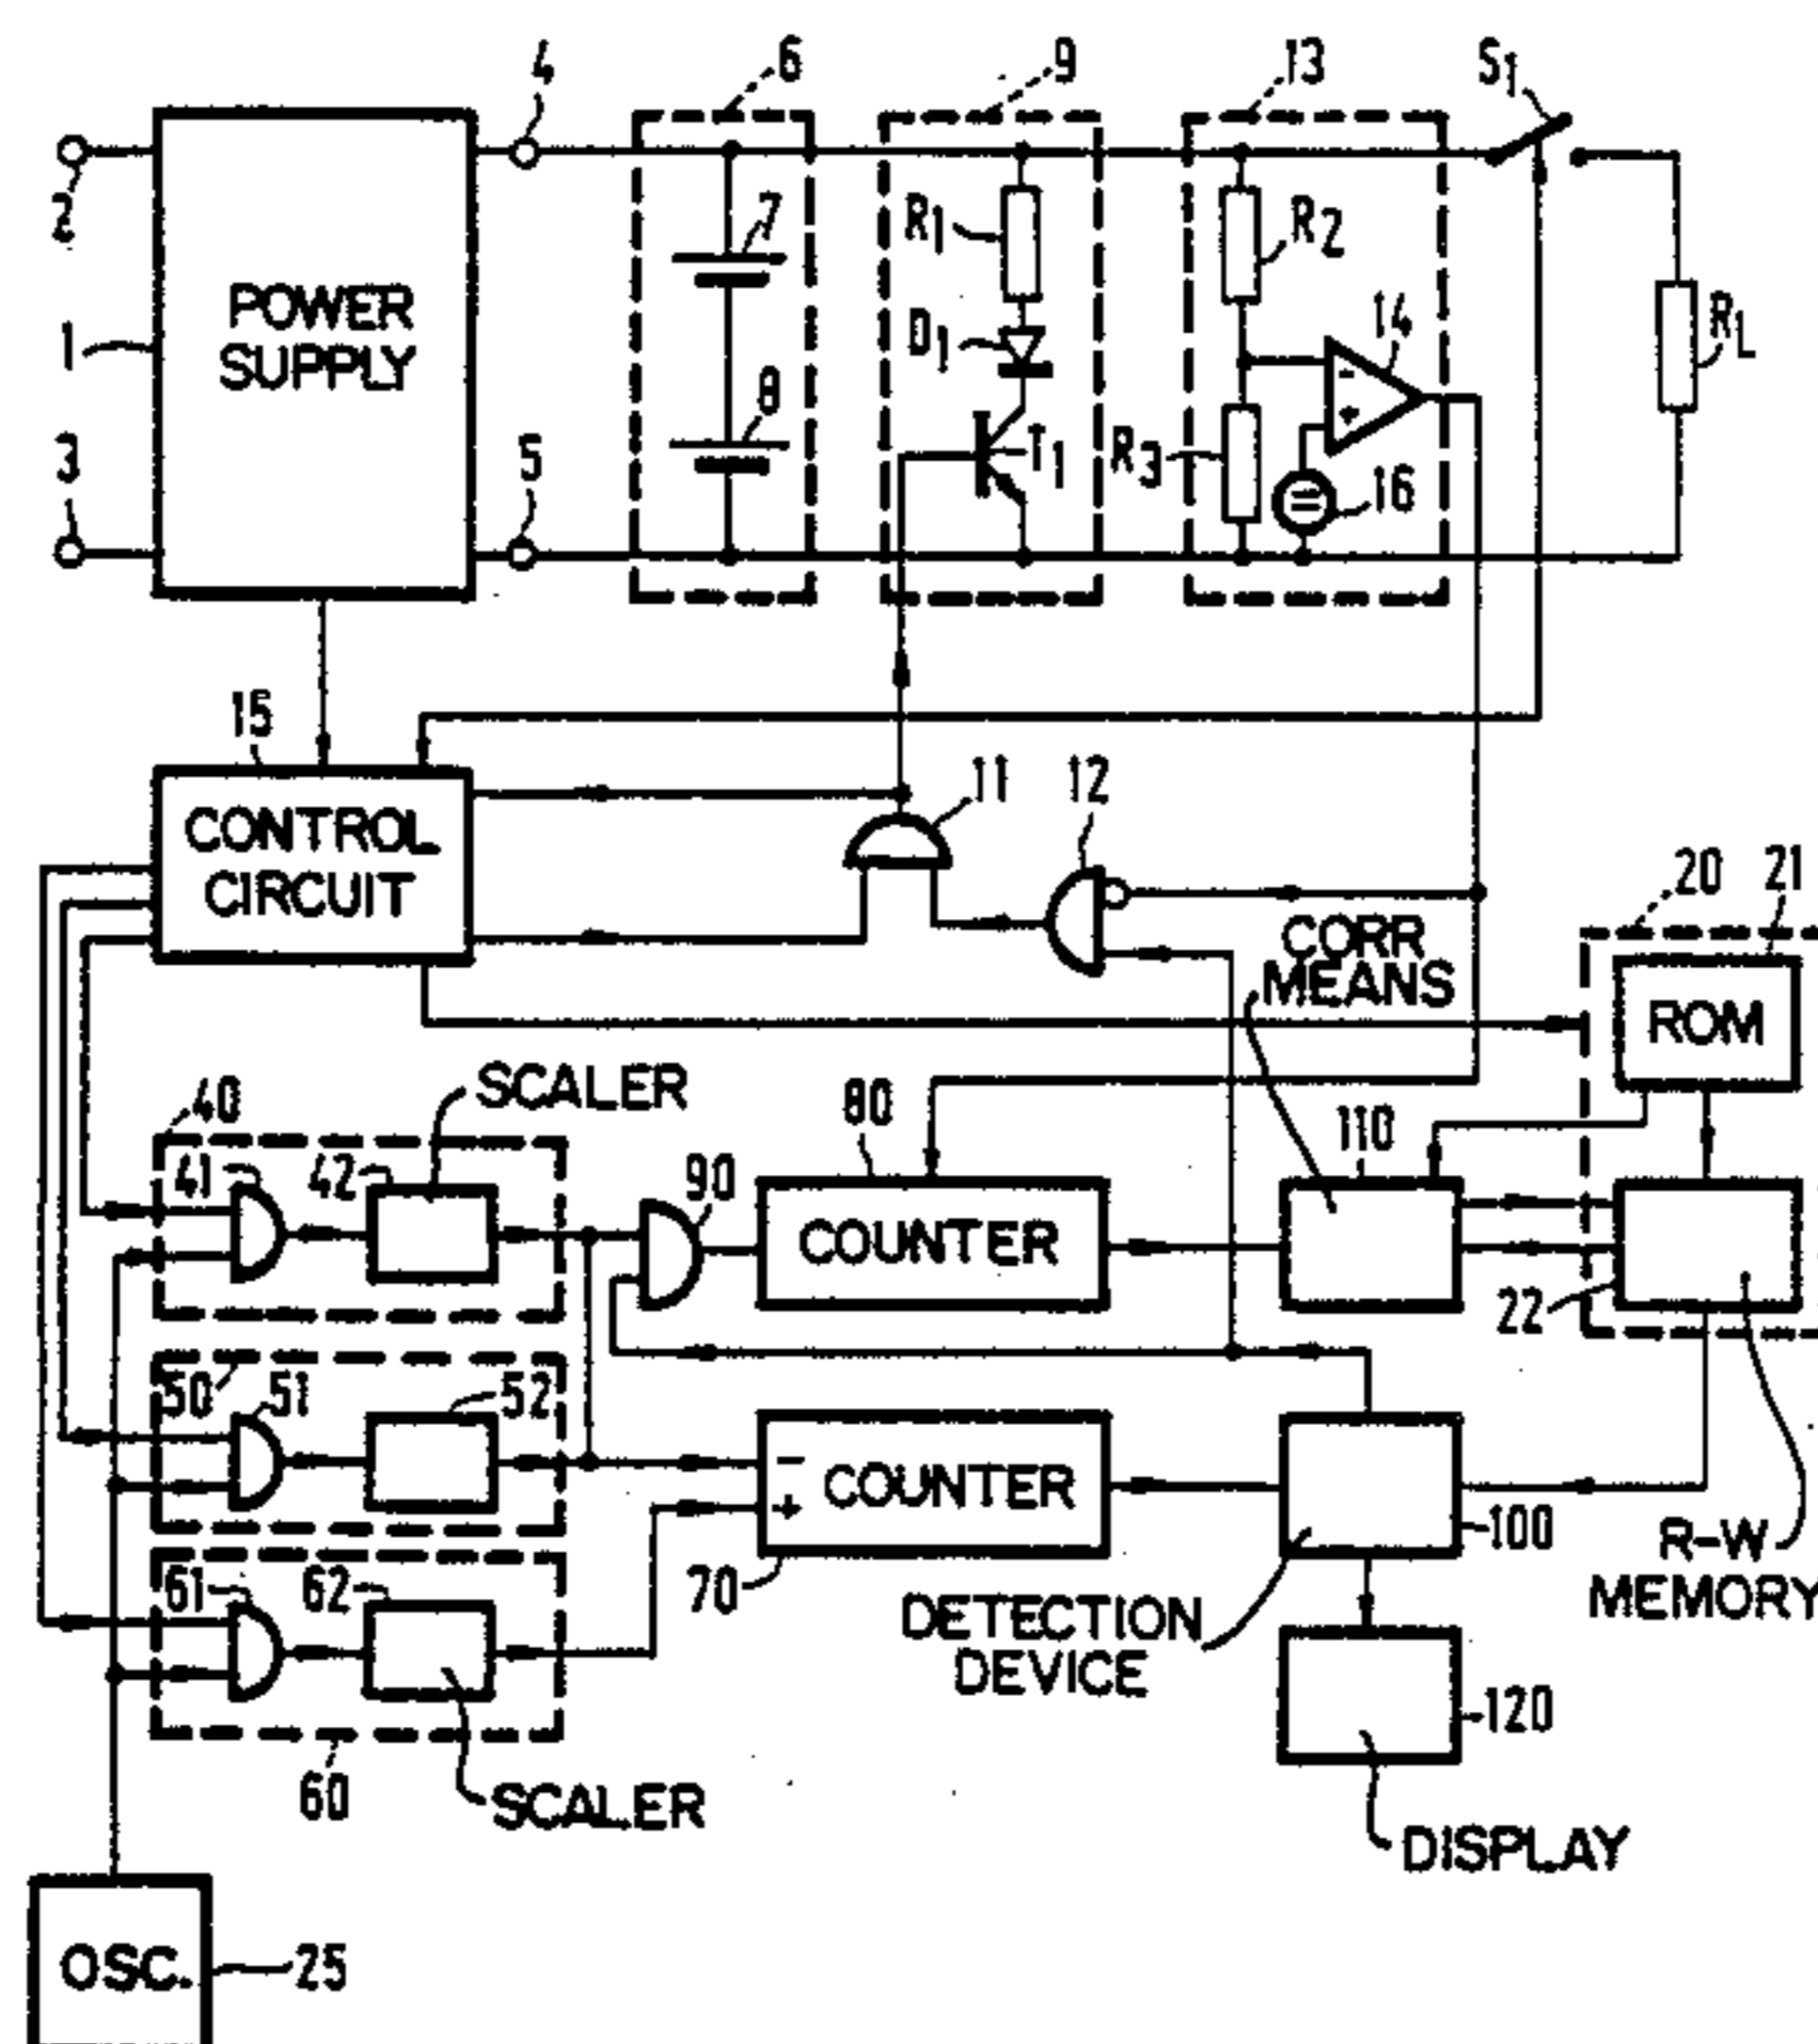 4
6
9
13
S1
2
POWER
SUPPLY
1
7
R1
R2
D1
14
RL
8
3
5
T1
R3
16
15
CONTROL
CIRCUIT
11
12
20
21
CORR
MEANS
ROM
SCALER
40
80
110
41
42
90
COUNTER
22
50
51
52
COUNTER
100
R-W
MEMORY
61
62
70
DETECTION
DEVICE
120
60
SCALER
DISPLAY
OSC.
25